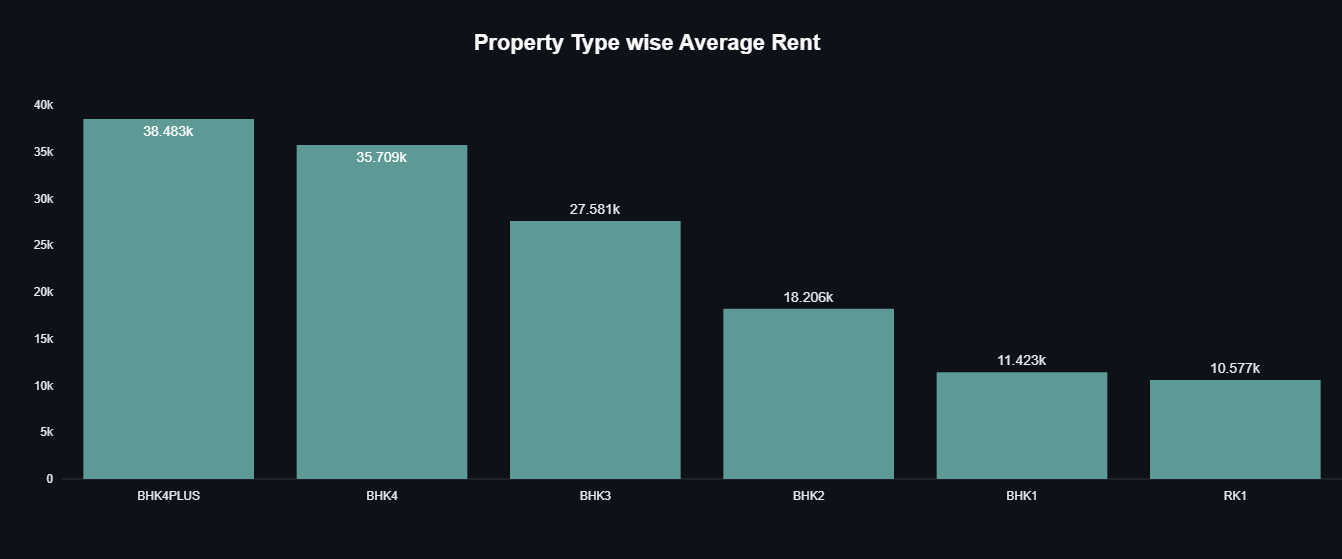 Property Type wise Average Rent
40k
35k
30k
25k
20k
15k
10k
5k
0
38.483k
35.709k
27.581k
18.206k
11.423k
10.577k
BHK4PLUS
BHK4
BHK3
BHK2
BHK1
RK1